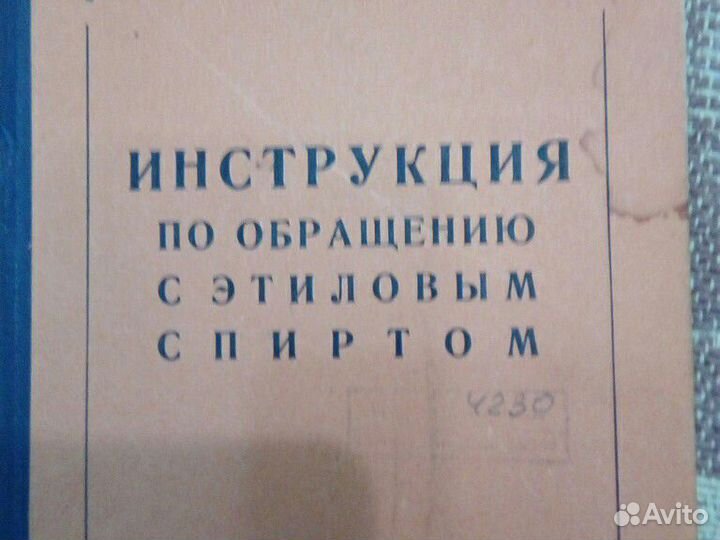 ИНСТРУКЦИЯ
ПО ОБРАЩЕНИЮ
С ЭТИЛОВЫМ
СПИРТОМ
4230
Avito